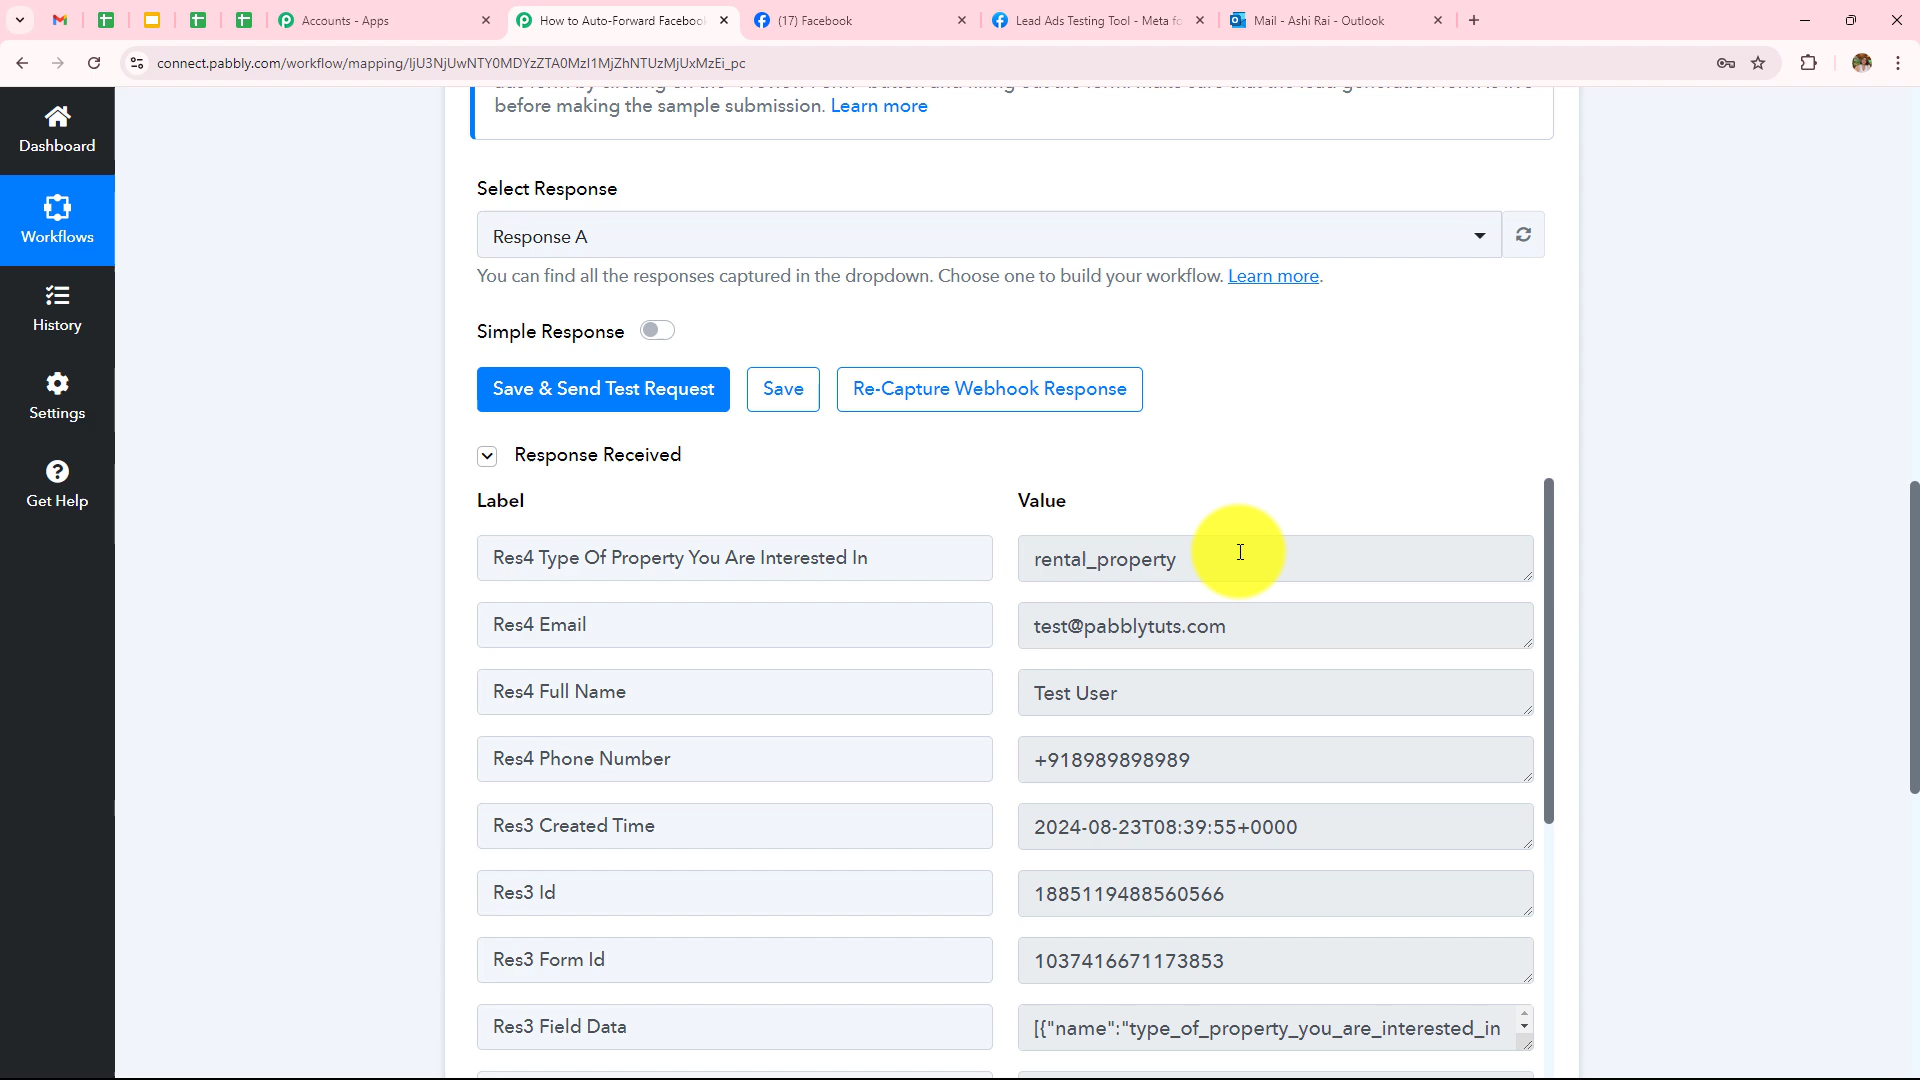 Accounts - Apps
How to Auto-Forward Faceboo
(17) Facebook
Lead Ads Testing Tool - Meta fo
Mail - Ashi Rai - Outlook
connect.pabbly.com/workflow/mapping/IjU3NjUwNTY0MDYzZTA0MzI1MjZhNTUzMjUxMzEi_pc
before making the sample submission. Learn more
Dashboard
Workflows
History
Settings
Get Help
Select Response
Response A
You can find all the responses captured in the dropdown. Choose one to build your workflow. Learn more.
Simple Response
Save & Send Test Request
Save
Re-Capture Webhook Response
Response Received
Label
Value
Res4 Type Of Property You Are Interested In
rental_property
Res4 Email
test@pabblytuts.com
Res4 Full Name
Test User
Res4 Phone Number
+918989898989
Res3 Created Time
2024-08-23T08:39:55+0000
Res3 Id
1885119488560566
Res3 Form Id
1037416671173853
Res3 Field Data
[{"name":"type_of_property_you_are_interested_in